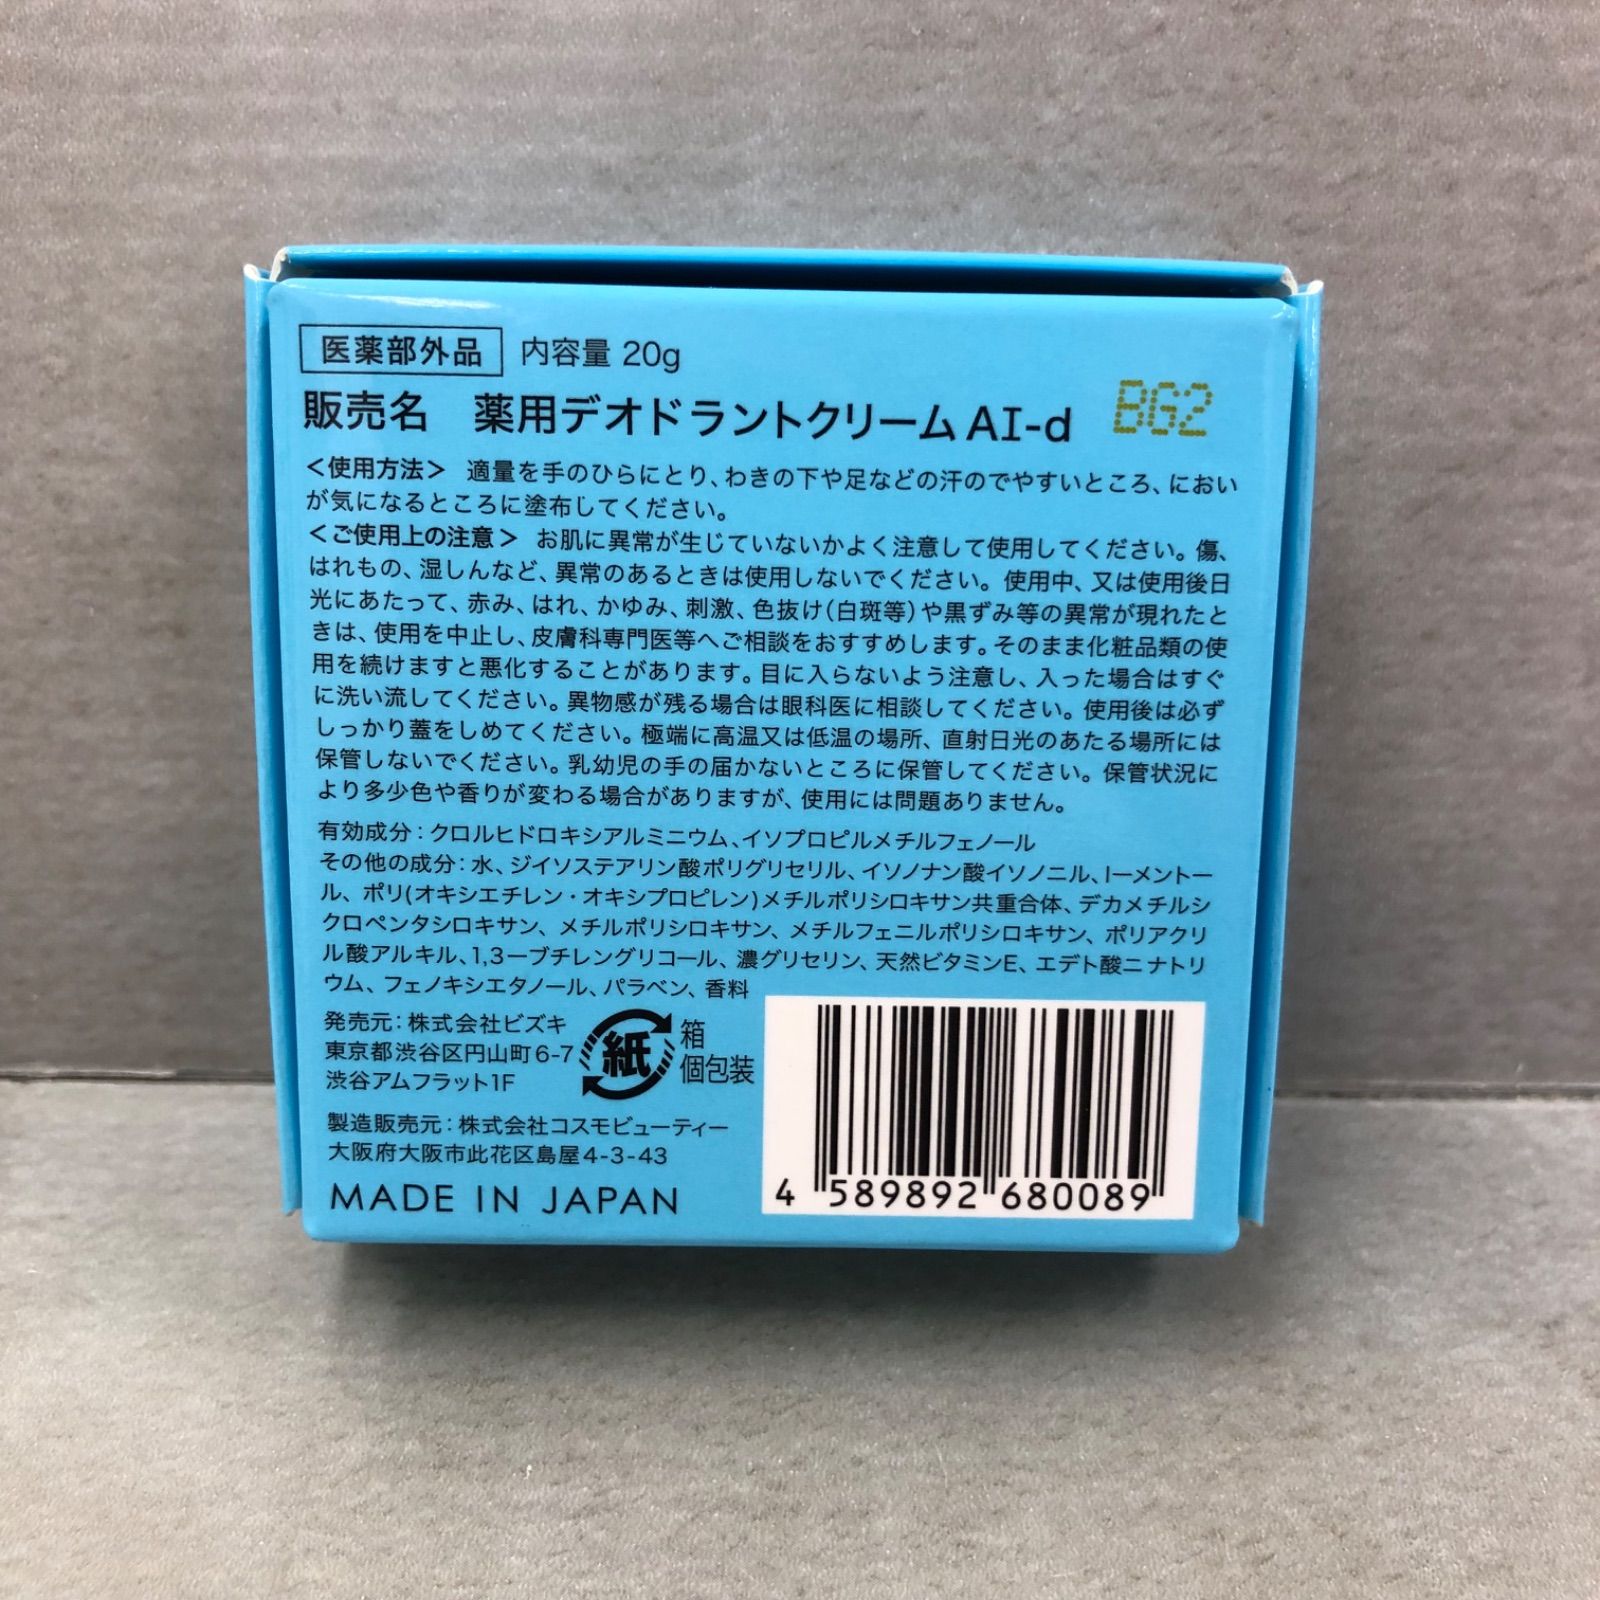 医薬部外品 内容量 20g
販売名 薬用デオドラントクリームAI-d BG2
＜使用方法＞ 適量を手のひらにとり、わきの下や足などの汗のでやすいところ、におい
が気になるところに塗布してください。
＜ご使用上の注意＞ お肌に異常が生じていないかよく注意して使用してください。傷、
はれもの、湿しんなど、異常のあるときは使用しないでください。使用中、又は使用後日
光にあたって、赤み、はれ、かゆみ、刺激、色抜け(白斑等)や黒ずみ等の異常が現れたと
きは、使用を中止し、皮膚科専門医等へご相談をおすすめします。そのまま化粧品類の使
用を続けますと悪化することがあります。目に入らないよう注意し、入った場合はすぐ
に洗い流してください。異物感が残る場合は眼科医に相談してください。使用後は必ず
しっかり蓋をしめてください。極端に高温又は低温の場所、直射日光のあたる場所には
保管しないでください。乳幼児の手の届かないところに保管してください。保管状況に
より多少色や香りが変わる場合がありますが、使用には問題ありません。
有効成分：クロルヒドロキシアルミニウム、イソプロピルメチルフェノール
その他の成分：水、ジイソステアリン酸ポリグリセリル、イソノナン酸イソノニル、l－メントー
ル、ポリ(オキシエチレン・オキシプロピレン)メチルポリシロキサン共重合体、デカメチルシ
クロペンタシロキサン、メチルポリシロキサン、メチルフェニルポリシロキサン、ポリアクリ
ル酸アルキル、1,3－ブチレングリコール、濃グリセリン、天然ビタミンE、エデト酸ニナトリ
ウム、フェノキシエタノール、パラベン、香料
発売元：株式会社ビズキ
東京都渋谷区円山町6-7
渋谷アムフラット1F
紙 箱
個包装
製造販売元：株式会社コスモビューティー
大阪府大阪市此花区島屋4-3-43
MADE IN JAPAN
4 589892 680089